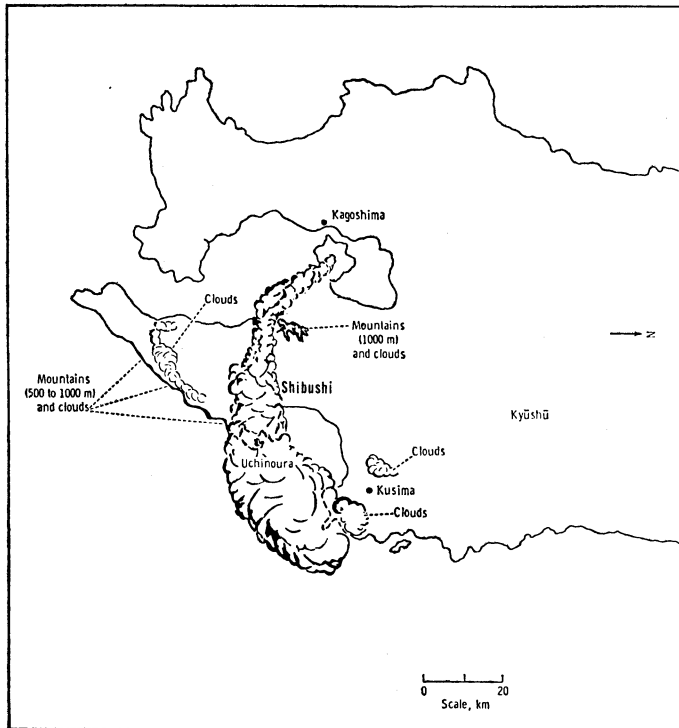 Kagoshima
Clouds
Mountains
(1000 m)
and clouds
N
Mountains
(500 to 1000 m)
and clouds
Shibushi
Kyūshū
Clouds
Uchinoura
Kusima
Clouds
0 20
Scale, km